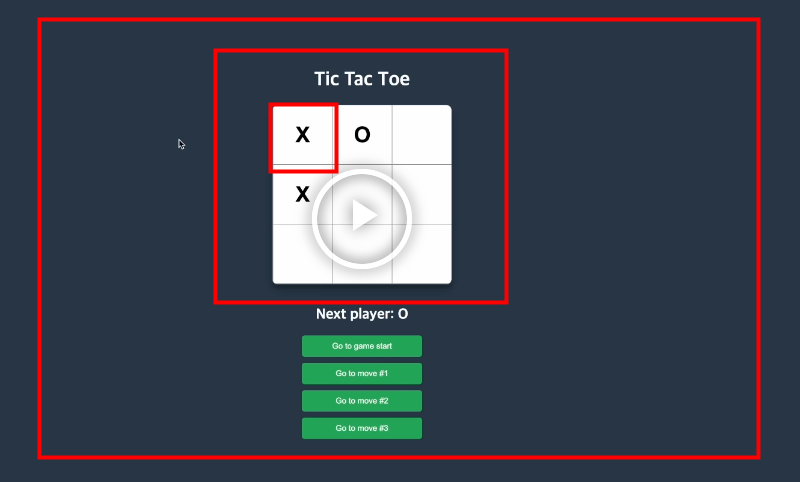 Tic Tac Toe
X O
X
Next player: O
Go to game start
Go to move #1
Go to move #2
Go to move #3